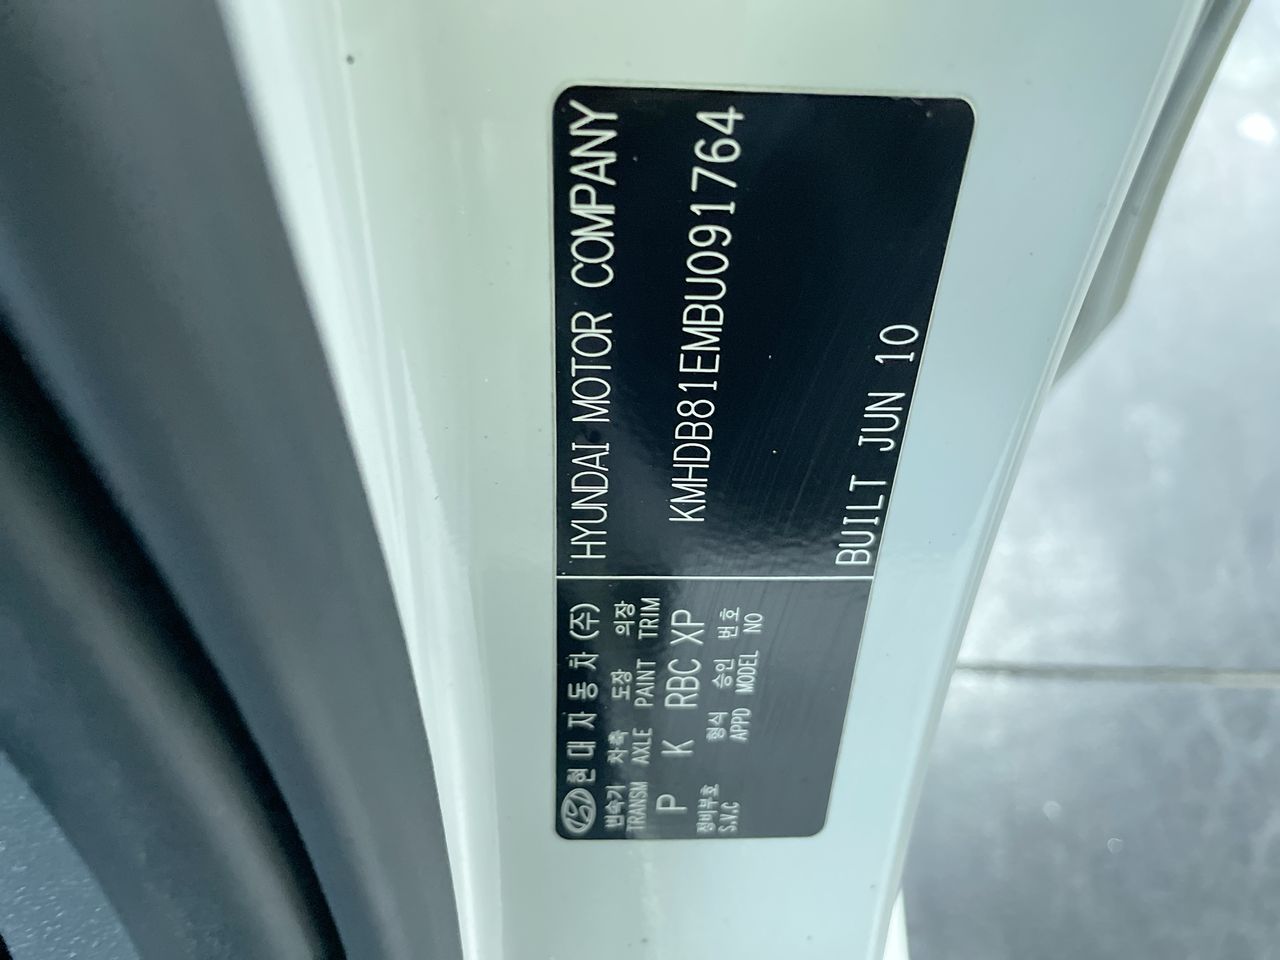 현대자동차(주)
변속기 차축 도장 의장
TRANSM AXLE PAINT TRIM
P K RBC XP
정비부호 형식 승인 번호
S.V.C APPD MODEL NO
HYUNDAI MOTOR COMPANY
KMHDB81EMBU091764
BUILT JUN 10